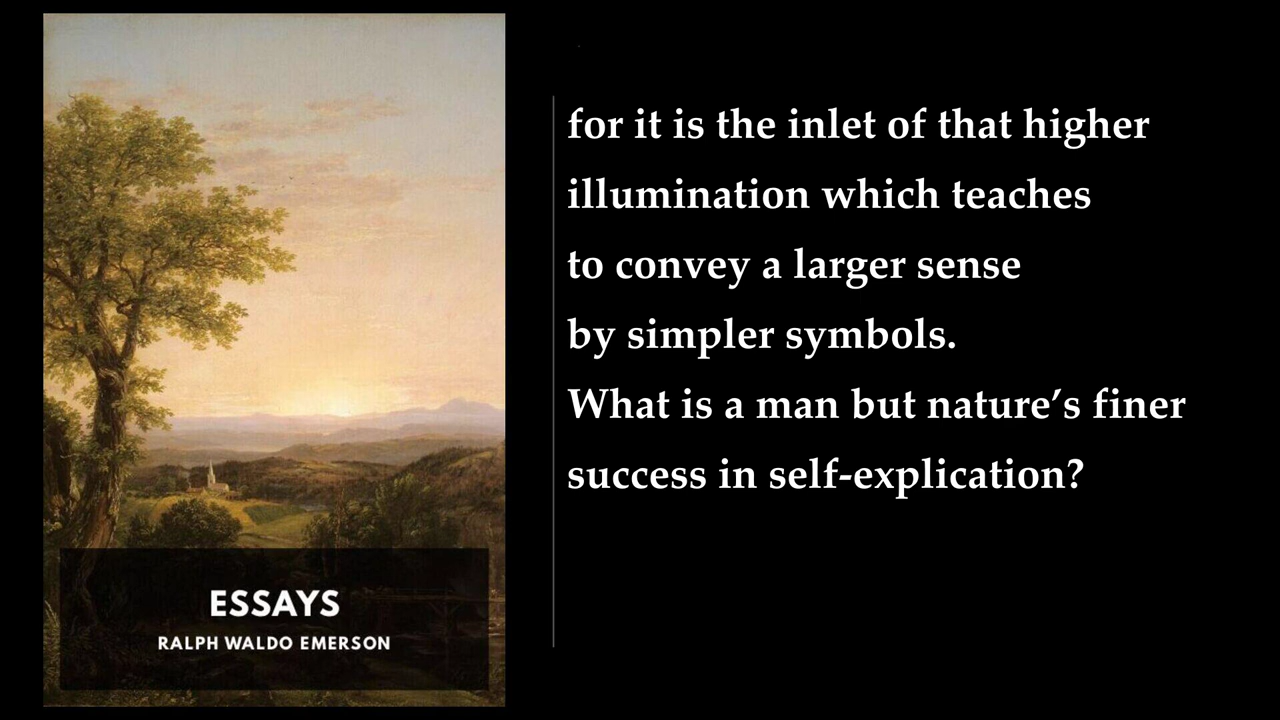 ESSAYS
RALPH WALDO EMERSON
for it is the inlet of that higher
illumination which teaches
to convey a larger sense
by simpler symbols.
What is a man but nature’s finer
success in self-explication?